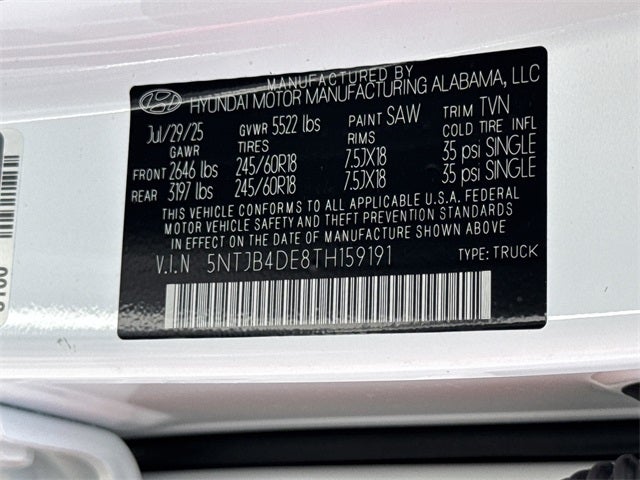 MANUFACTURED BY
HYUNDAI MOTOR MANUFACTURING ALABAMA, LLC
Jul/29/25 GVWR 5522 lbs PAINT SAW TRIM TVN
GAWR TIRES RIMS COLD TIRE INFL
FRONT 2646 lbs 245/60R18 7.5JX18 35 psi SINGLE
REAR 3197 lbs 245/60R18 7.5JX18 35 psi SINGLE
THIS VEHICLE CONFORMS TO ALL APPLICABLE U.S.A. FEDERAL
MOTOR VEHICLE SAFETY AND THEFT PREVENTION STANDARDS
IN EFFECT ON THE DATE OF MANUFACTURE SHOWN ABOVE.
V.I.N 5NTJB4DE8TH159191 TYPE: TRUCK